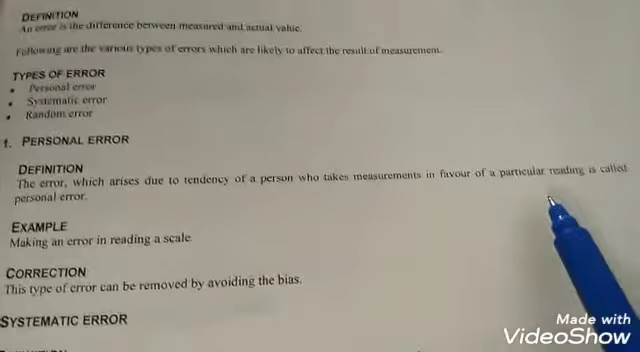 DEFINITION
An error is the difference between measured and actual value.
Following are the various types of errors which are likely to affect the result of measurement.
TYPES OF ERROR
• Personal error
• Systematic error
• Random error
1. PERSONAL ERROR
DEFINITION
The error, which arises due to tendency of a person who takes measurements in favour of a particular reading is called
personal error.
EXAMPLE
Making an error in reading a scale
CORRECTION
This type of error can be removed by avoiding the bias.
SYSTEMATIC ERROR
Made with
VideoShow